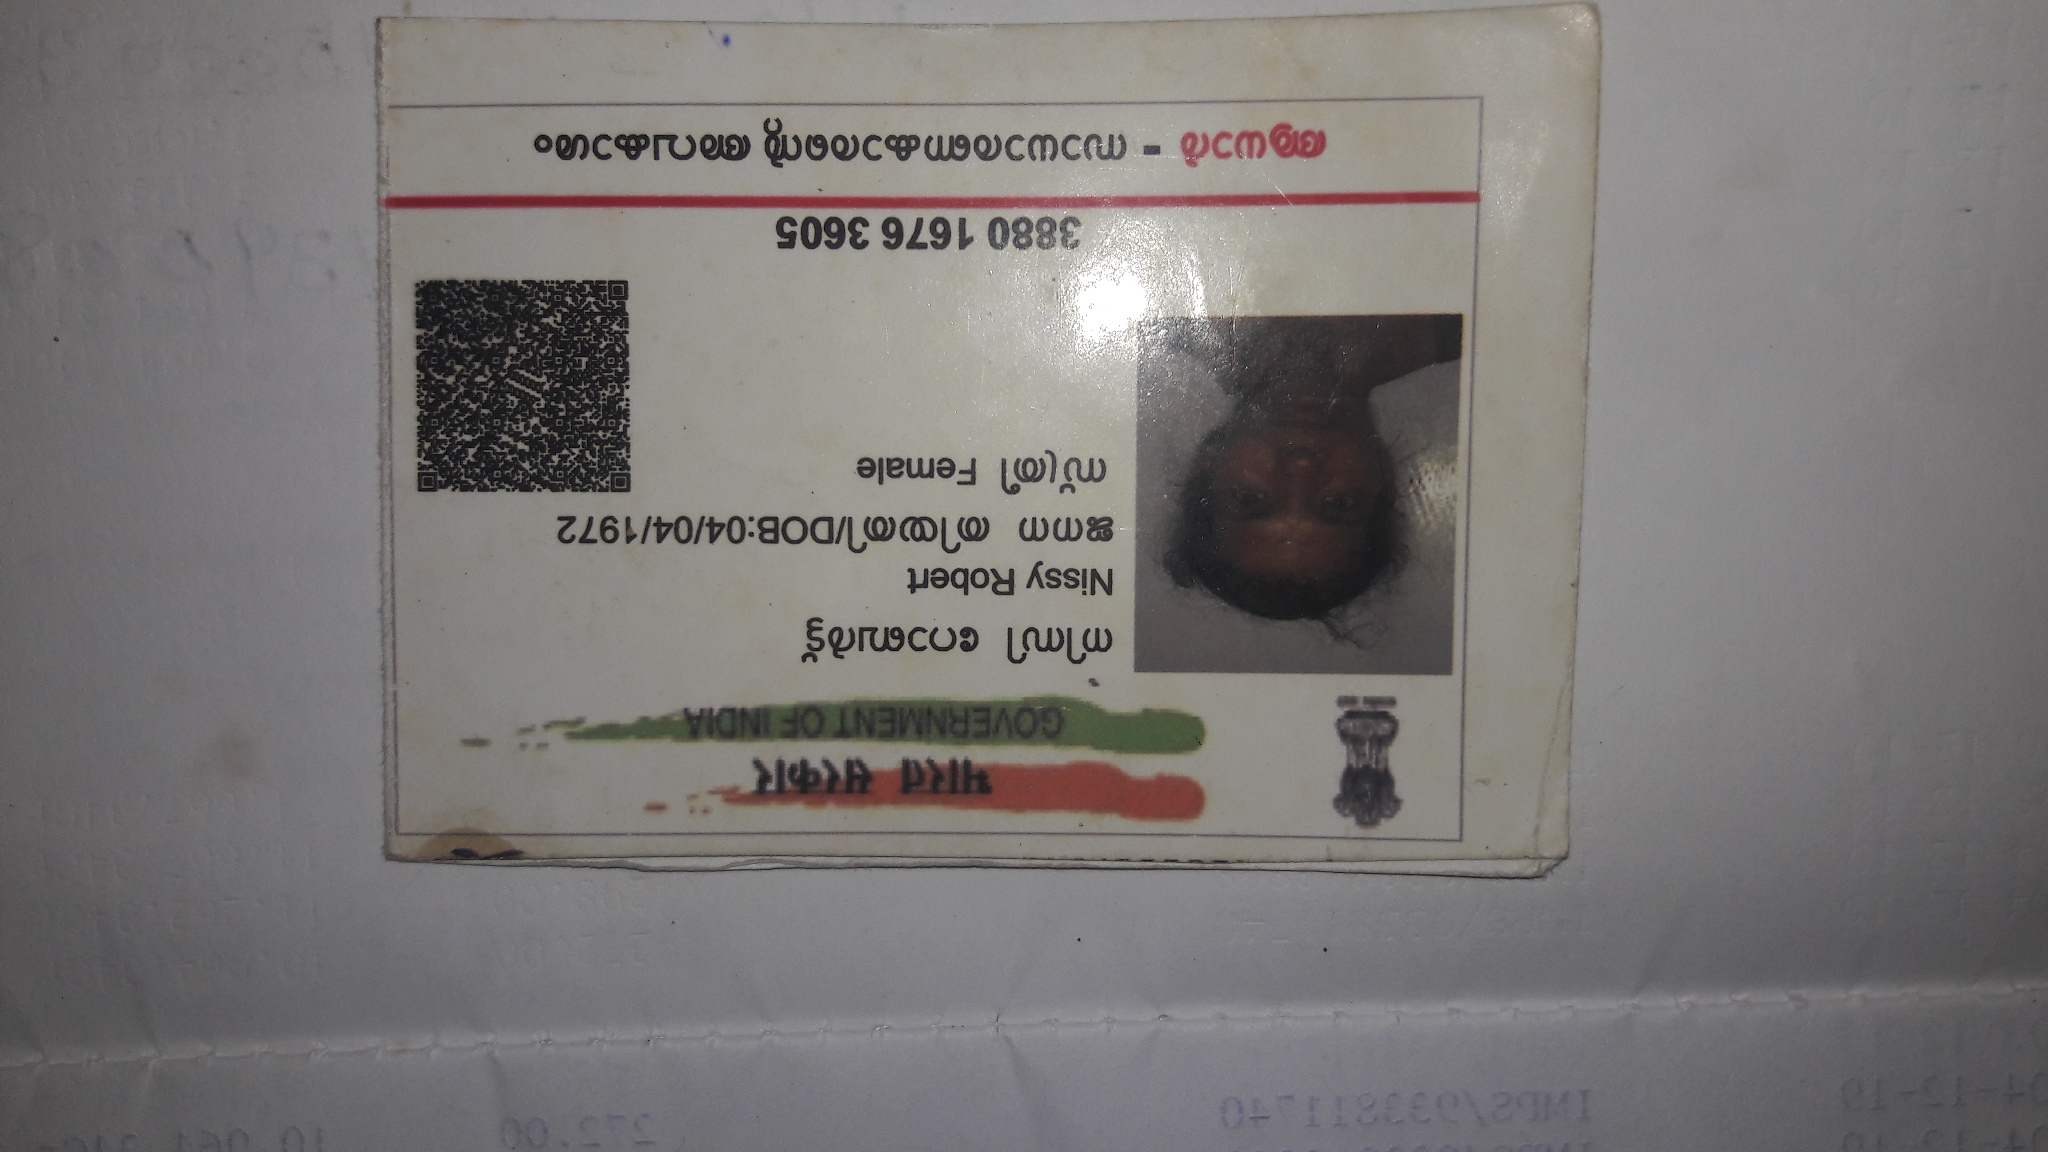 भारत सरकार
GOVERNMENT OF INDIA
നിസി റോബർട്ട്
Nissy Robert
ജനന തിയതി/DOB:04/04/1972
സ്ത്രീ Female
3880 1676 3605
ആധാർ - സാധാരണക്കാരന്റെ അവകാശം